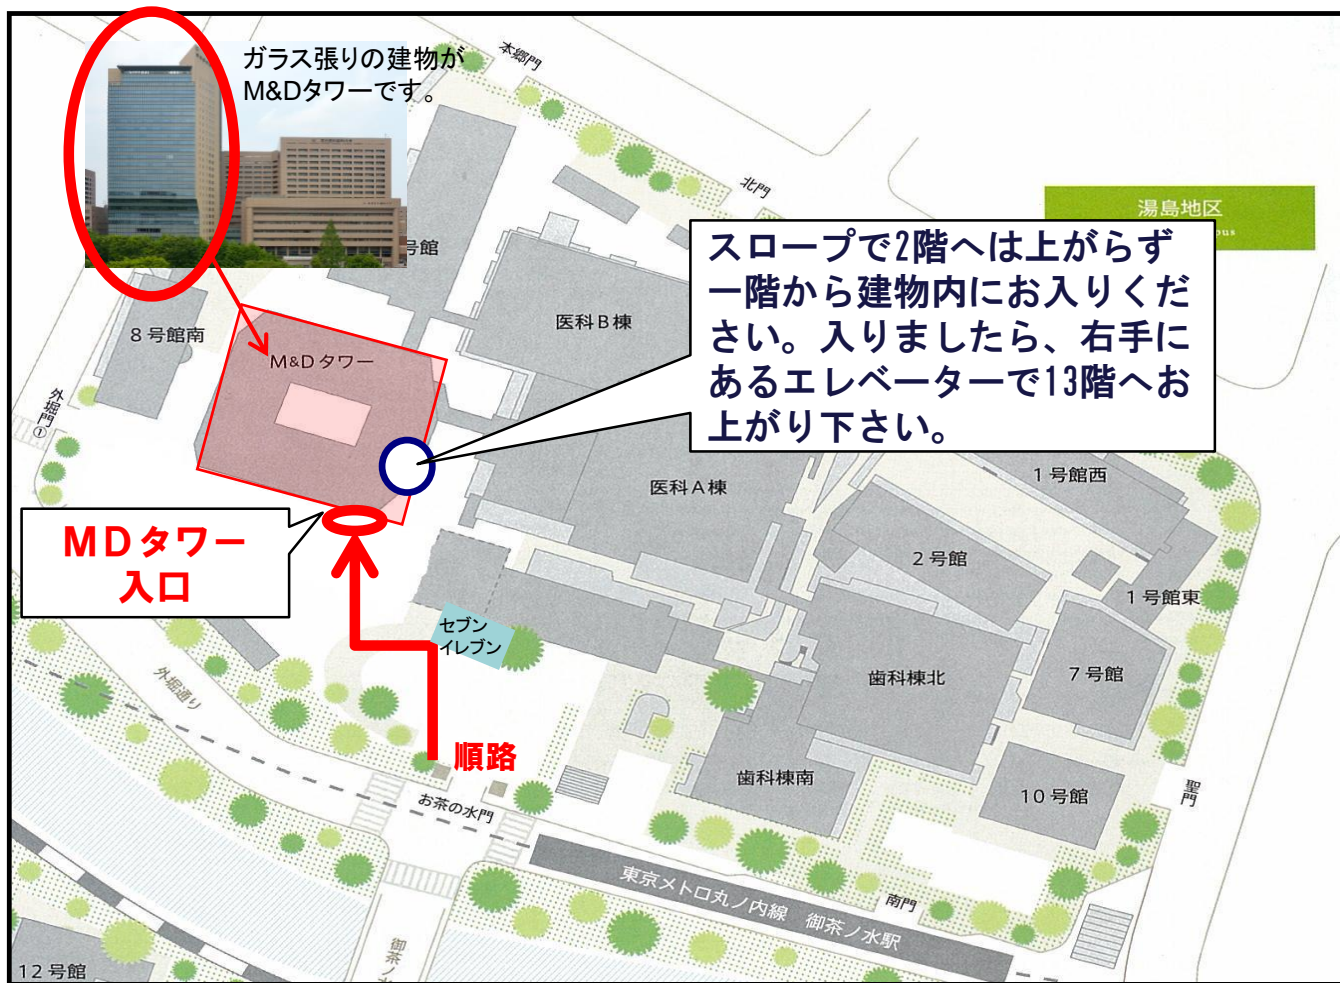 ガラス張りの建物が
M&Dタワーです。
本郷門
北門
湯島地区
pus
号館
スロープで2階へは上がらず
一階から建物内にお入りくだ
さい。入りましたら、右手に
あるエレベーターで13階へお
上がり下さい。
8号館南
M&Dタワー
医科B棟
外堀門①
医科A棟
1号館西
2号館
1号館東
MDタワー
入口
セブン
イレブン
7号館
歯科棟北
外堀通り
順路
歯科棟南
10号館
聖門
お茶の水門
東京メトロ丸ノ内線 御茶ノ水駅
南門
御茶ノ
12号館